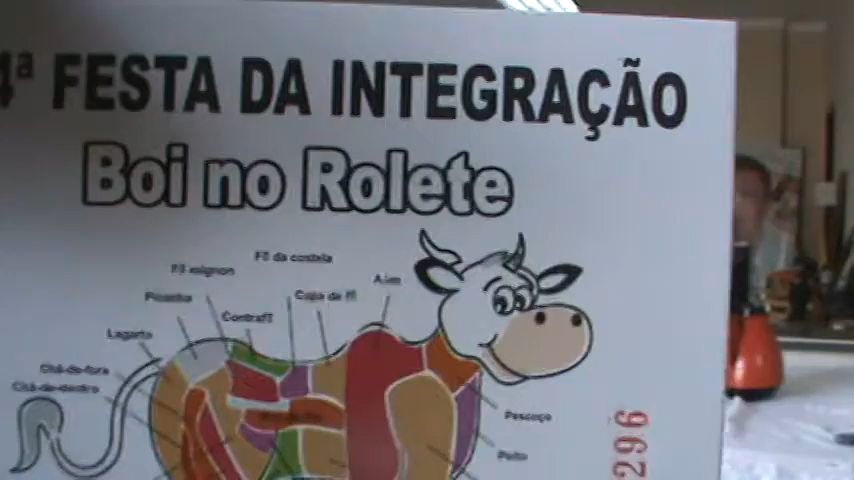 4ª FESTA DA INTEGRAÇÃO
Boi no Rolete
Fil da costela
Fil mignon
Picanha
Capa de fil
Contrafil
Lagarto
Chã-de-fora
Chã-de-dentro
Pescoço
Peito
296